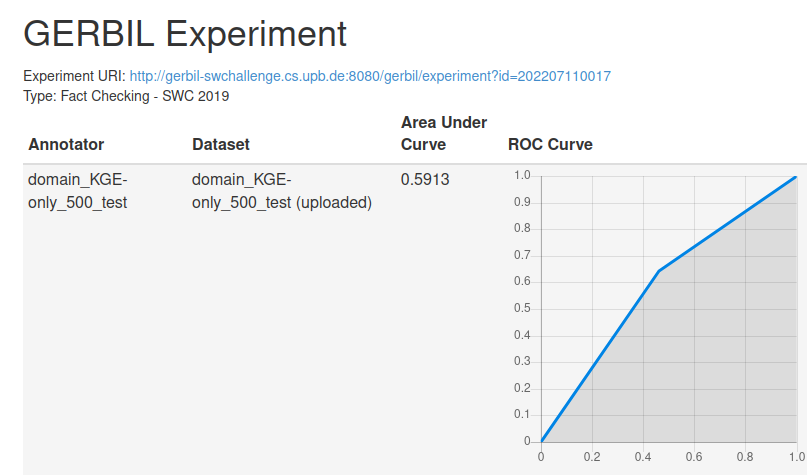 GERBIL Experiment
Experiment URI: http://gerbil-swchallenge.cs.upb.de:8080/gerbil/experiment?id=202207110017
Type: Fact Checking - SWC 2019
Annotator Dataset Area Under Curve ROC Curve
domain_KGE-only_500_test domain_KGE-only_500_test (uploaded) 0.5913
1.0
0.9
0.8
0.7
0.6
0.5
0.4
0.3
0.2
0.1
0
0 0.2 0.4 0.6 0.8 1.0